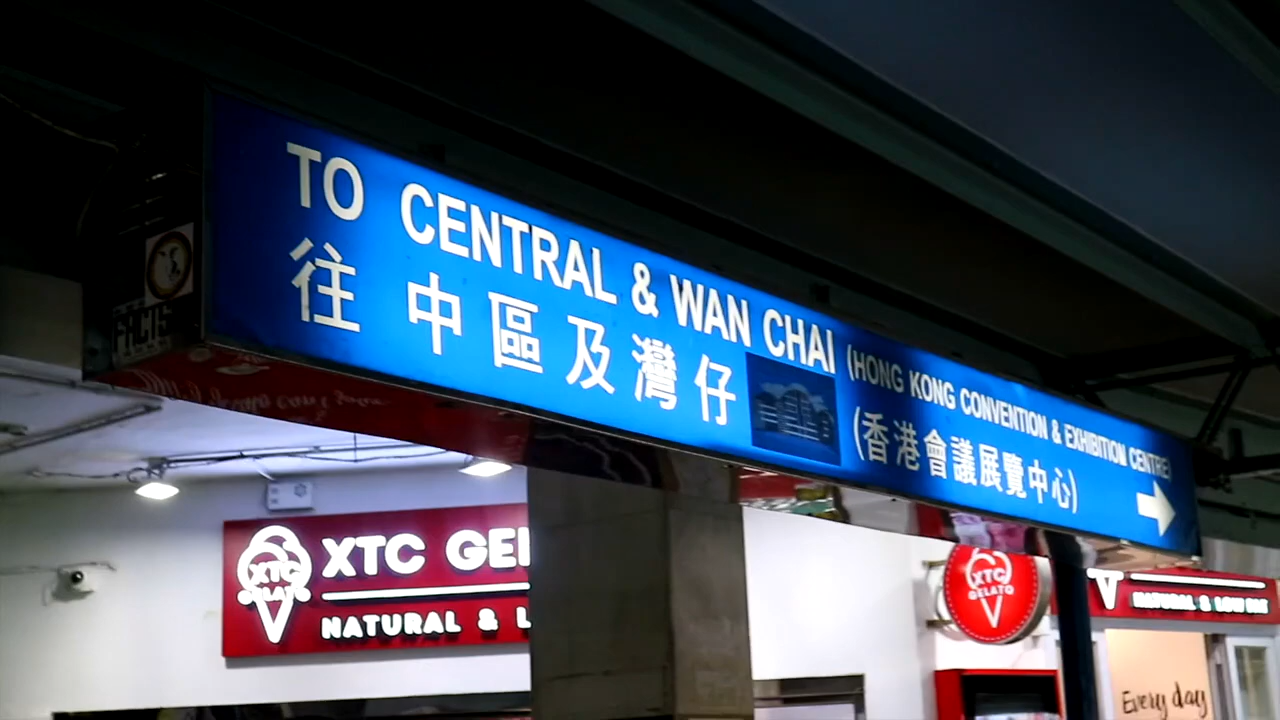 TO CENTRAL & WAN CHAI (HONG KONG CONVENTION & EXHIBITION CENTRE)
往 中區及灣仔 (香港會議展覽中心)
XTC GELATO
XTC GE
NATURAL & L
XTC
GELATO
NATURAL & LOW FAT
Every day